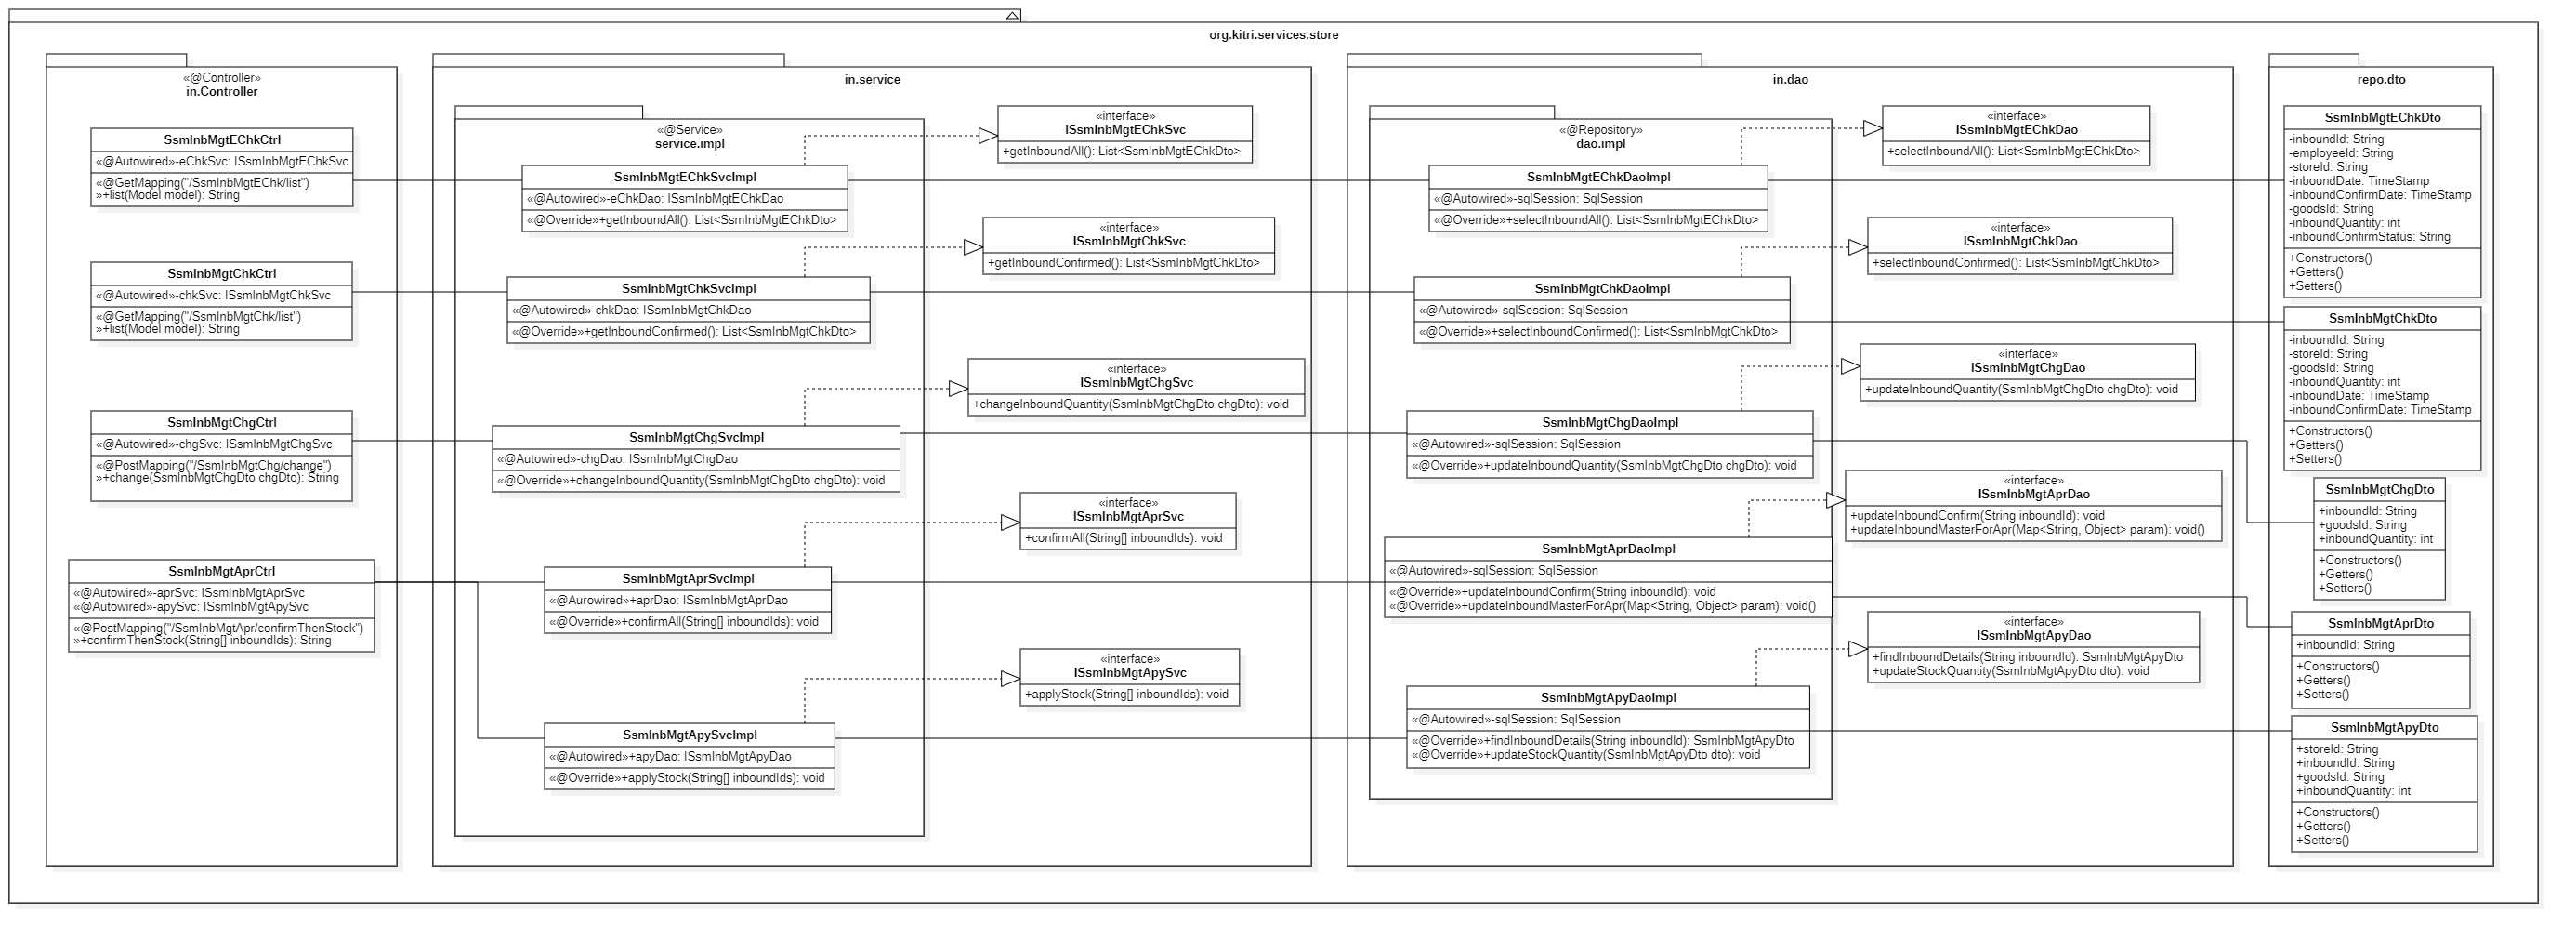 org.kitri.services.store
«@Controller»
in.Controller
SsmInbMgtEChkCtrl
«@Autowired»-eChkSvc: ISsmInbMgtEChkSvc
«@GetMapping("/SsmInbMgtEChk/list")
»+list(Model model): String
SsmInbMgtChkCtrl
«@Autowired»-chkSvc: ISsmInbMgtChkSvc
«@GetMapping("/SsmInbMgtChk/list")
»+list(Model model): String
SsmInbMgtChgCtrl
«@Autowired»-chgSvc: ISsmInbMgtChgSvc
«@PostMapping("/SsmInbMgtChg/change")
»+change(SsmInbMgtChgDto chgDto): String
SsmInbMgtAprCtrl
«@Autowired»-aprSvc: ISsmInbMgtAprSvc
«@Autowired»-apySvc: ISsmInbMgtApySvc
«@PostMapping("/SsmInbMgtApr/confirmThenStock")
»+confirmThenStock(String[] inboundIds): String
in.service
«@Service»
service.impl
SsmInbMgtEChkSvcImpl
«@Autowired»-eChkDao: ISsmInbMgtEChkDao
«@Override»+getInboundAll(): List<SsmInbMgtEChkDto>
SsmInbMgtChkSvcImpl
«@Autowired»-chkDao: ISsmInbMgtChkDao
«@Override»+getInboundConfirmed(): List<SsmInbMgtChkDto>
SsmInbMgtChgSvcImpl
«@Autowired»-chgDao: ISsmInbMgtChgDao
«@Override»+changeInboundQuantity(SsmInbMgtChgDto chgDto): void
SsmInbMgtAprSvcImpl
«@Aurowired»+aprDao: ISsmInbMgtAprDao
«@Override»+confirmAll(String[] inboundIds): void
SsmInbMgtApySvcImpl
«@Autowired»+apyDao: ISsmInbMgtApyDao
«@Override»+applyStock(String[] inboundIds): void
«interface»
ISsmInbMgtEChkSvc
+getInboundAll(): List<SsmInbMgtEChkDto>
«interface»
ISsmInbMgtChkSvc
+getInboundConfirmed(): List<SsmInbMgtChkDto>
«interface»
ISsmInbMgtChgSvc
+changeInboundQuantity(SsmInbMgtChgDto chgDto): void
«interface»
ISsmInbMgtAprSvc
+confirmAll(String[] inboundIds): void
«interface»
ISsmInbMgtApySvc
+applyStock(String[] inboundIds): void
in.dao
«@Repository»
dao.impl
SsmInbMgtEChkDaoImpl
«@Autowired»-sqlSession: SqlSession
«@Override»+selectInboundAll(): List<SsmInbMgtEChkDto>
SsmInbMgtChkDaoImpl
«@Autowired»-sqlSession: SqlSession
«@Override»+selectInboundConfirmed(): List<SsmInbMgtChkDto>
SsmInbMgtChgDaoImpl
«@Autowired»-sqlSession: SqlSession
«@Override»+updateInboundQuantity(SsmInbMgtChgDto chgDto): void
SsmInbMgtAprDaoImpl
«@Autowired»-sqlSession: SqlSession
«@Override»+updateInboundConfirm(String inboundId): void
«@Override»+updateInboundMasterForApr(Map<String, Object> param): void()
SsmInbMgtApyDaoImpl
«@Autowired»-sqlSession: SqlSession
«@Override»+findInboundDetails(String inboundId): SsmInbMgtApyDto
«@Override»+updateStockQuantity(SsmInbMgtApyDto dto): void
«interface»
ISsmInbMgtEChkDao
+selectInboundAll(): List<SsmInbMgtEChkDto>
«interface»
ISsmInbMgtChkDao
+selectInboundConfirmed(): List<SsmInbMgtChkDto>
«interface»
ISsmInbMgtChgDao
+updateInboundQuantity(SsmInbMgtChgDto chgDto): void
«interface»
ISsmInbMgtAprDao
+updateInboundConfirm(String inboundId): void
+updateInboundMasterForApr(Map<String, Object> param): void()
«interface»
ISsmInbMgtApyDao
+findInboundDetails(String inboundId): SsmInbMgtApyDto
+updateStockQuantity(SsmInbMgtApyDto dto): void
repo.dto
SsmInbMgtEChkDto
-inboundId: String
-employeeId: String
-storeId: String
-inboundDate: TimeStamp
-inboundConfirmDate: TimeStamp
-goodsId: String
-inboundQuantity: int
-inboundConfirmStatus: String
+Constructors()
+Getters()
+Setters()
SsmInbMgtChkDto
-inboundId: String
-storeId: String
-goodsId: String
-inboundQuantity: int
-inboundDate: TimeStamp
-inboundConfirmDate: TimeStamp
+Constructors()
+Getters()
+Setters()
SsmInbMgtChgDto
+inboundId: String
+goodsId: String
+inboundQuantity: int
+Constructors()
+Getters()
+Setters()
SsmInbMgtAprDto
+inboundId: String
+Constructors()
+Getters()
+Setters()
SsmInbMgtApyDto
+storeId: String
+inboundId: String
+goodsId: String
+inboundQuantity: int
+Constructors()
+Getters()
+Setters()